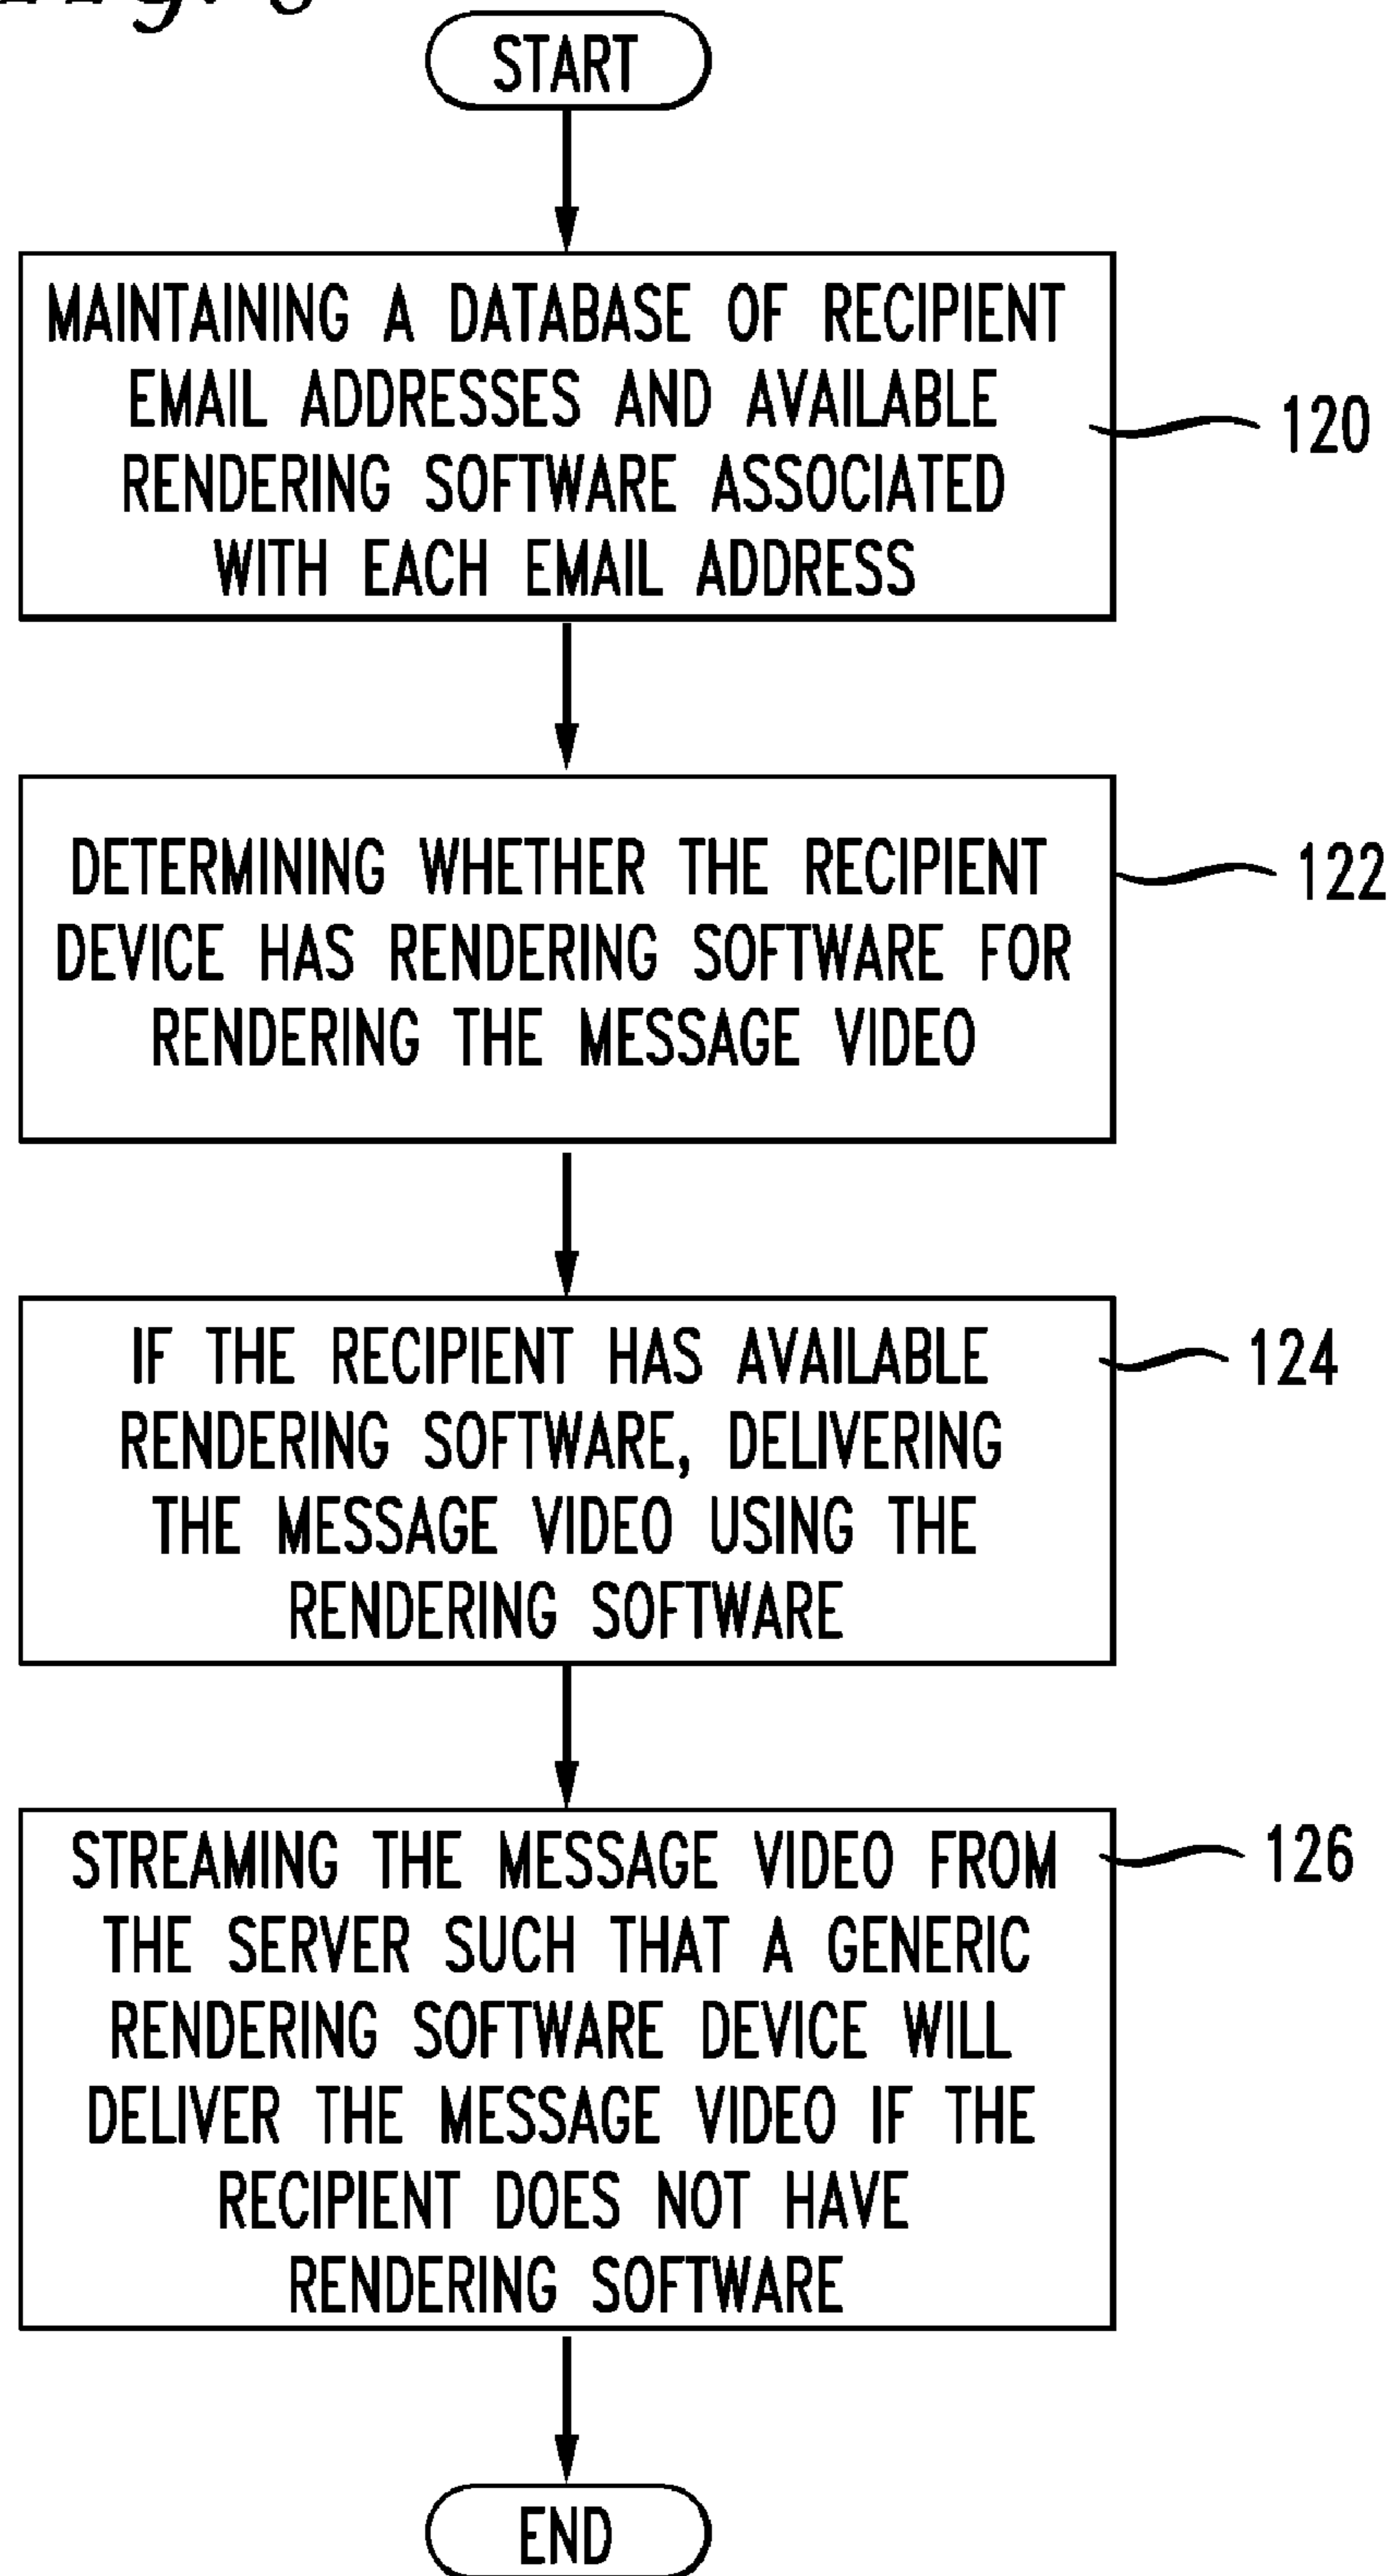 START
MAINTAINING A DATABASE OF RECIPIENT
EMAIL ADDRESSES AND AVAILABLE
RENDERING SOFTWARE ASSOCIATED
WITH EACH EMAIL ADDRESS
120
DETERMINING WHETHER THE RECIPIENT
DEVICE HAS RENDERING SOFTWARE FOR
RENDERING THE MESSAGE VIDEO
122
IF THE RECIPIENT HAS AVAILABLE
RENDERING SOFTWARE, DELIVERING
THE MESSAGE VIDEO USING THE
RENDERING SOFTWARE
124
STREAMING THE MESSAGE VIDEO FROM
THE SERVER SUCH THAT A GENERIC
RENDERING SOFTWARE DEVICE WILL
DELIVER THE MESSAGE VIDEO IF THE
RECIPIENT DOES NOT HAVE
RENDERING SOFTWARE
126
END